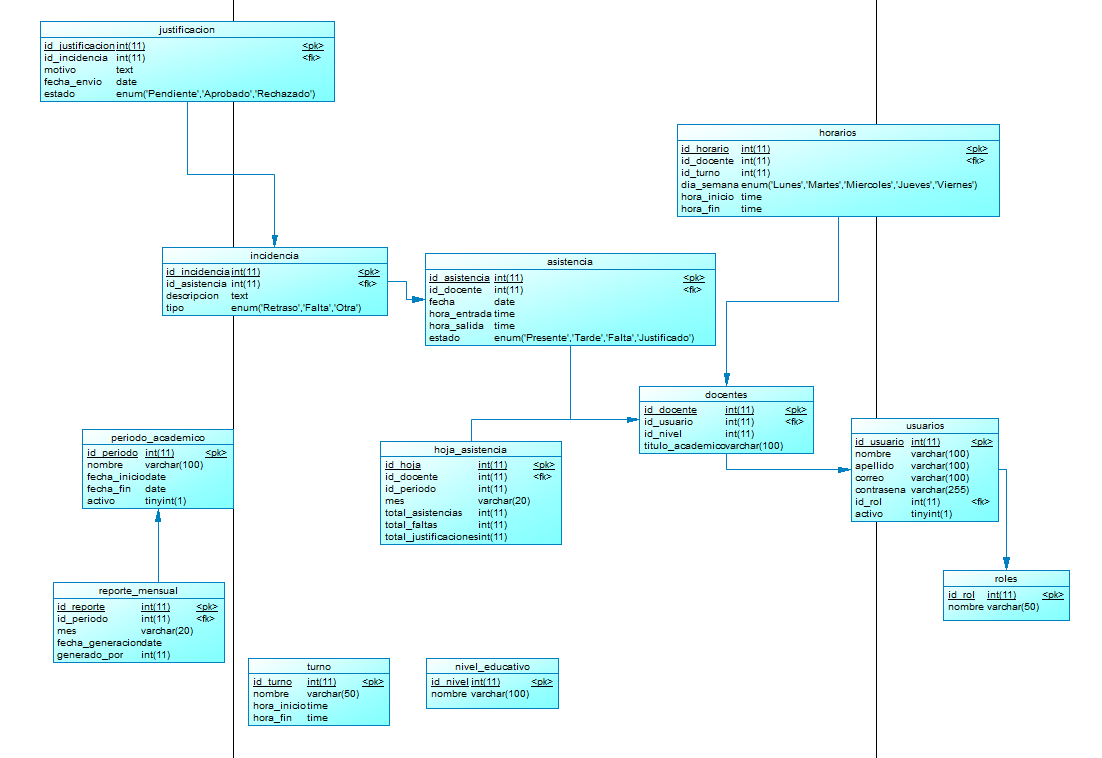 justificacion
id_justificacion int(11) <pk>
id_incidencia int(11) <fk>
motivo text
fecha_envio date
estado enum('Pendiente','Aprobado','Rechazado')
horarios
id_horario int(11) <pk>
id_docente int(11) <fk>
id_turno int(11)
dia_semana enum('Lunes','Martes','Miercoles','Jueves','Viernes')
hora_inicio time
hora_fin time
incidencia
id_incidencia int(11) <pk>
id_asistencia int(11) <fk>
descripcion text
tipo enum('Retraso','Falta','Otra')
asistencia
id_asistencia int(11) <pk>
id_docente int(11) <fk>
fecha date
hora_entrada time
hora_salida time
estado enum('Presente','Tarde','Falta','Justificado')
docentes
id_docente int(11) <pk>
id_usuario int(11) <fk>
id_nivel int(11)
titulo_academico varchar(100)
usuarios
id_usuario int(11) <pk>
nombre varchar(100)
apellido varchar(100)
correo varchar(100)
contrasena varchar(255)
id_rol int(11) <fk>
activo tinyint(1)
periodo_academico
id_periodo int(11) <pk>
nombre varchar(100)
fecha_inicio date
fecha_fin date
activo tinyint(1)
hoja_asistencia
id_hoja int(11) <pk>
id_docente int(11) <fk>
id_periodo int(11)
mes varchar(20)
total_asistencias int(11)
total_faltas int(11)
total_justificaciones int(11)
roles
id_rol int(11) <pk>
nombre varchar(50)
reporte_mensual
id_reporte int(11) <pk>
id_periodo int(11) <fk>
mes varchar(20)
fecha_generacion date
generado_por int(11)
turno
id_turno int(11) <pk>
nombre varchar(50)
hora_inicio time
hora_fin time
nivel_educativo
id_nivel int(11) <pk>
nombre varchar(100)